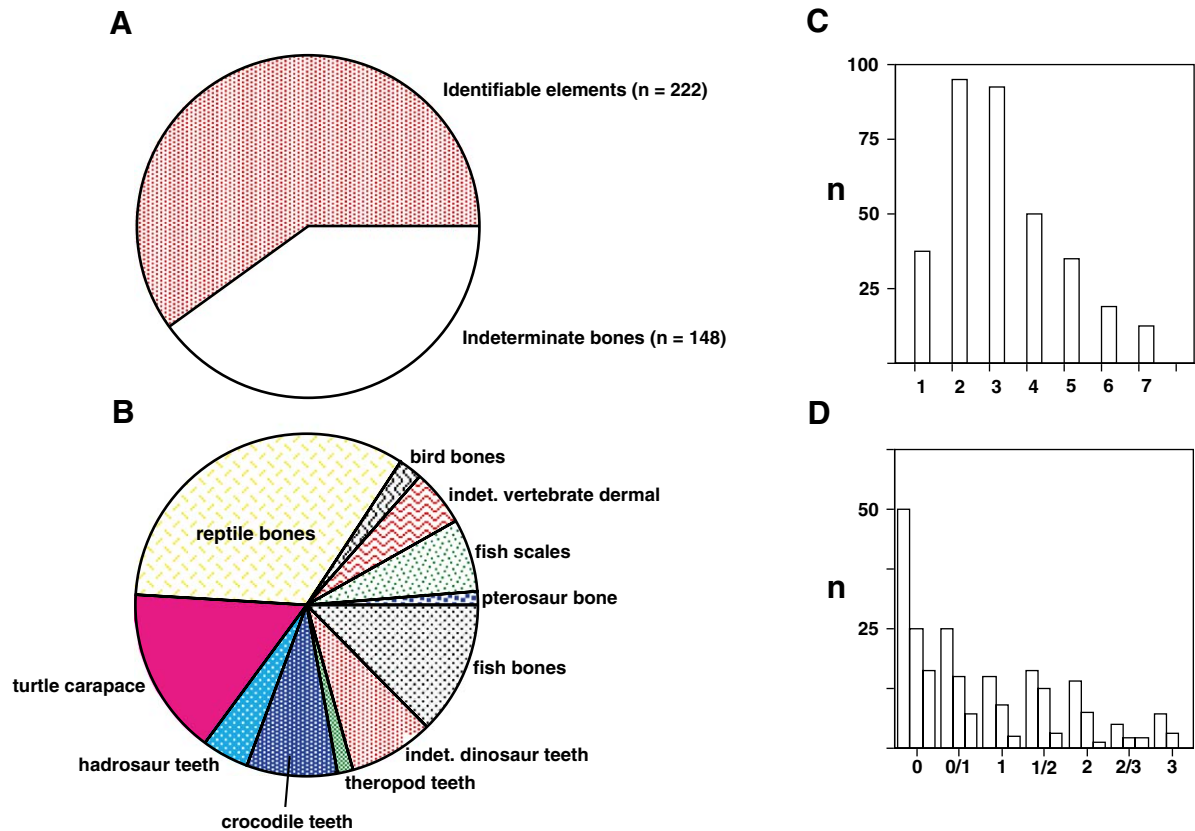 A
Identifiable elements (n = 222)
Indeterminate bones (n = 148)
B
bird bones
indet. vertebrate dermal
reptile bones
fish scales
pterosaur bone
fish bones
turtle carapace
indet. dinosaur teeth
hadrosaur teeth
theropod teeth
crocodile teeth
C
100
75
n
50
25
1 2 3 4 5 6 7
D
50
n
25
0 0/1 1 1/2 2 2/3 3